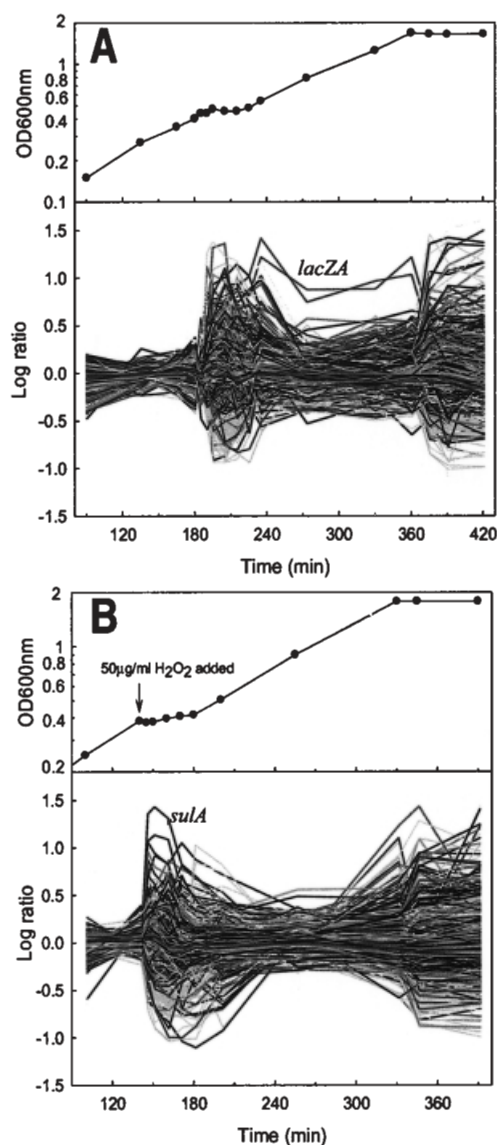 A
OD600nm
2
1
0.8
0.6
0.4
0.2
0.1
Log ratio
1.5
1.0
0.5
0.0
-0.5
-1.0
-1.5
lacZA
120 180 240 300 360 420
Time (min)
B
OD600nm
2
1
0.8
0.6
0.4
0.2
50µg/ml H₂O₂ added
Log ratio
1.5
1.0
0.5
0.0
-0.5
-1.0
-1.5
sulA
120 180 240 300 360
Time (min)